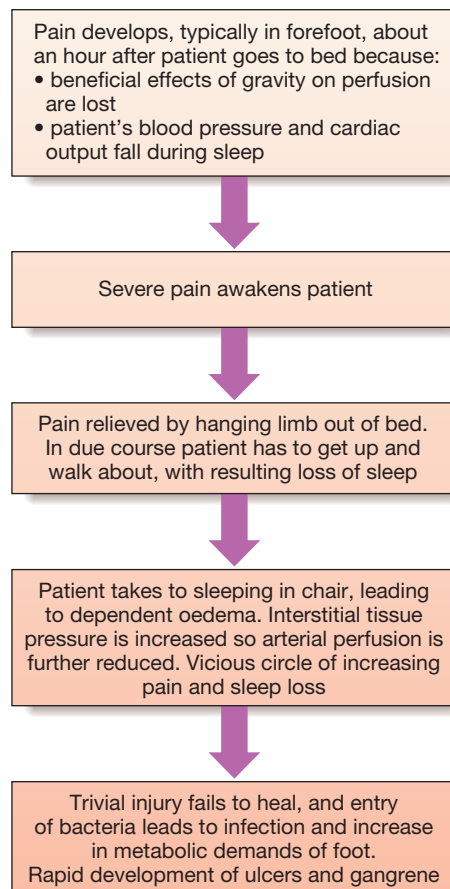 Pain develops, typically in forefoot, about
an hour after patient goes to bed because:
• beneficial effects of gravity on perfusion
are lost
• patient's blood pressure and cardiac
output fall during sleep
Severe pain awakens patient
Pain relieved by hanging limb out of bed.
In due course patient has to get up and
walk about, with resulting loss of sleep
Patient takes to sleeping in chair, leading
to dependent oedema. Interstitial tissue
pressure is increased so arterial perfusion is
further reduced. Vicious circle of increasing
pain and sleep loss
Trivial injury fails to heal, and entry
of bacteria leads to infection and increase
in metabolic demands of foot.
Rapid development of ulcers and gangrene